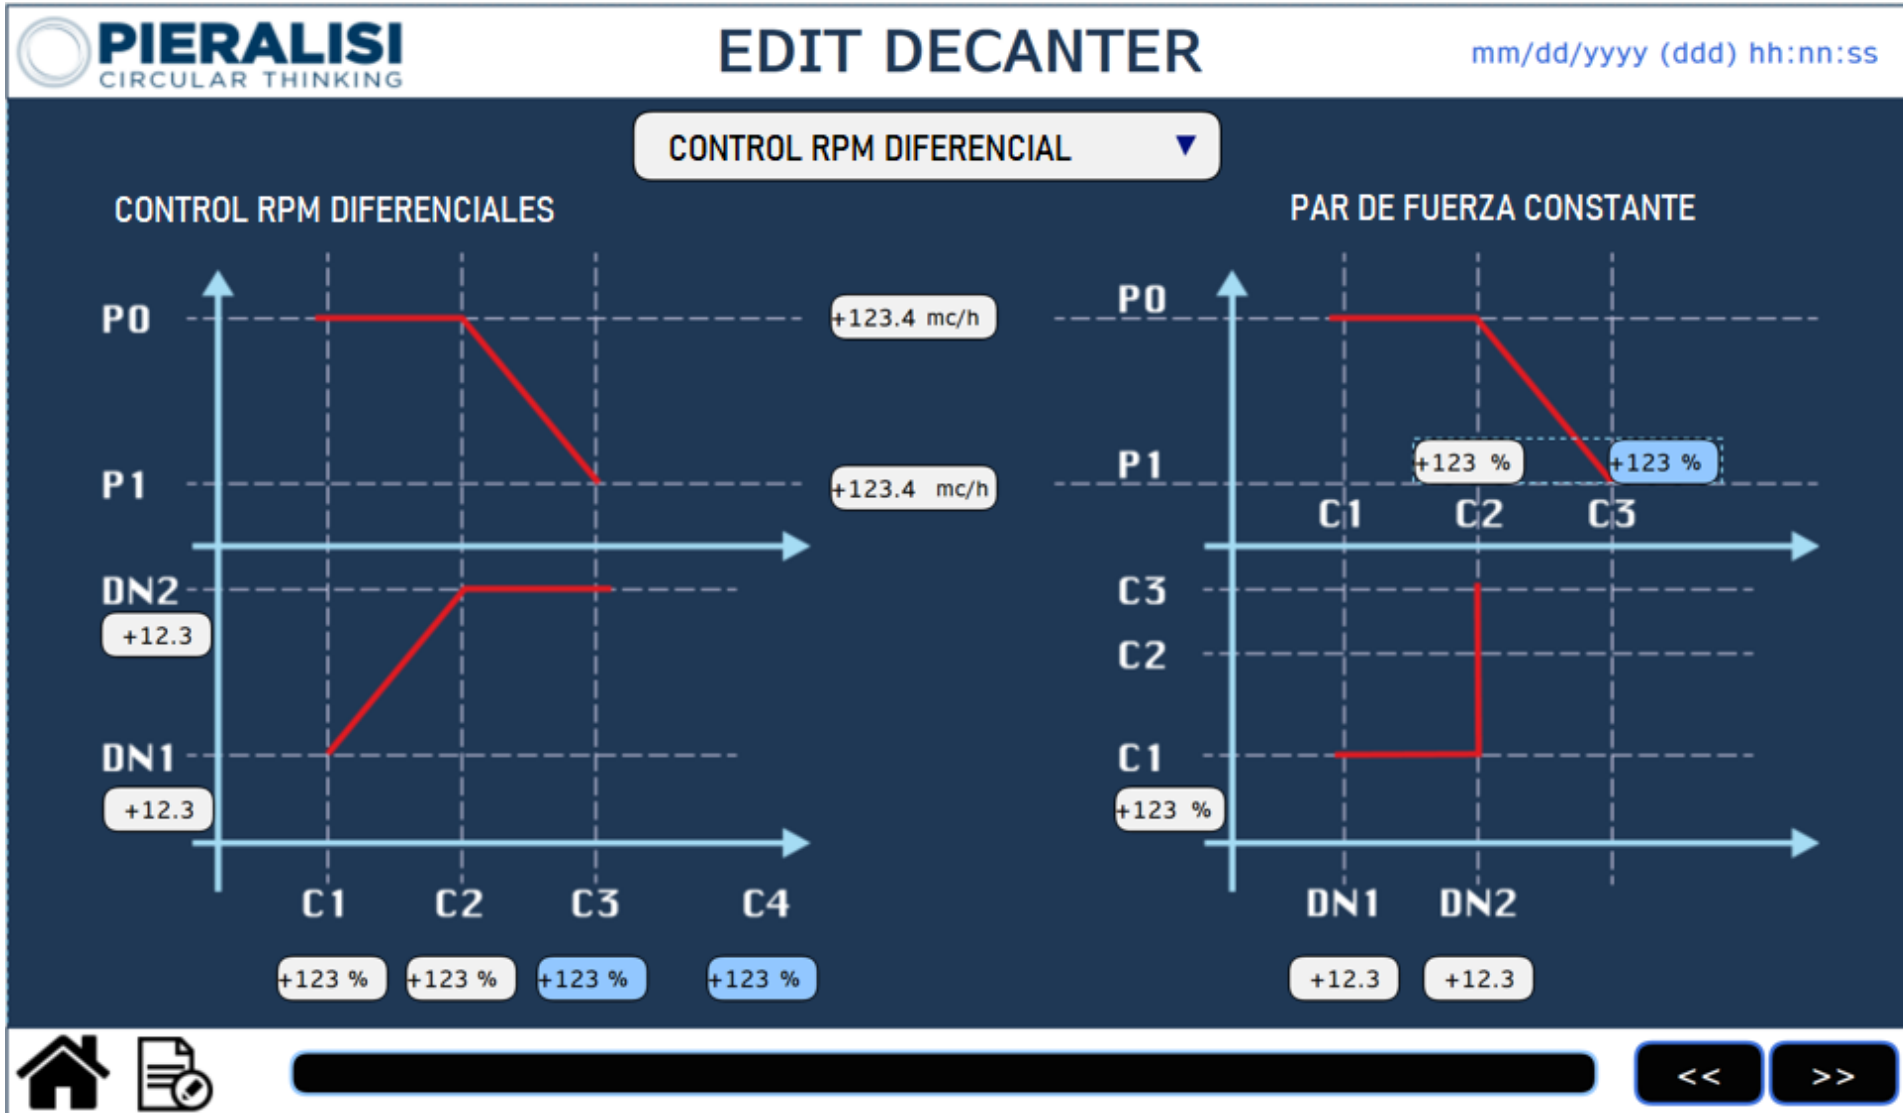 PIERALISI
CIRCULAR THINKING
EDIT DECANTER
mm/dd/yyyy (ddd) hh:nn:ss
CONTROL RPM DIFERENCIAL ▼
CONTROL RPM DIFERENCIALES
P0
+123.4 mc/h
P1
+123.4 mc/h
DN2
+12.3
DN1
+12.3
C1 C2 C3 C4
+123 % +123 % +123 % +123 %
PAR DE FUERZA CONSTANTE
P0
P1
+123 % +123 %
C1 C2 C3
C3
C2
C1
+123 %
DN1 DN2
+12.3 +12.3
<< >>